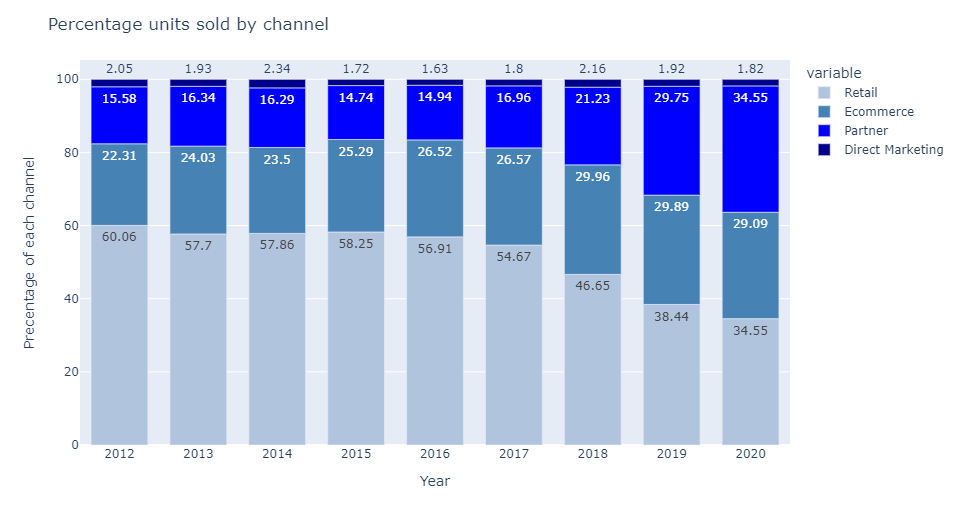 Percentage units sold by channel
2.05 1.93 2.34 1.72 1.63 1.8 2.16 1.92 1.82
100
15.58 16.34 16.29 14.74 14.94 16.96 21.23 29.75 34.55
80
22.31 24.03 23.5 25.29 26.52 26.57 29.96 29.89 29.09
60
60.06 57.7 57.86 58.25 56.91 54.67 46.65 38.44 34.55
40
20
0
2012 2013 2014 2015 2016 2017 2018 2019 2020
Year
Precentage of each channel
variable
Retail
Ecommerce
Partner
Direct Marketing